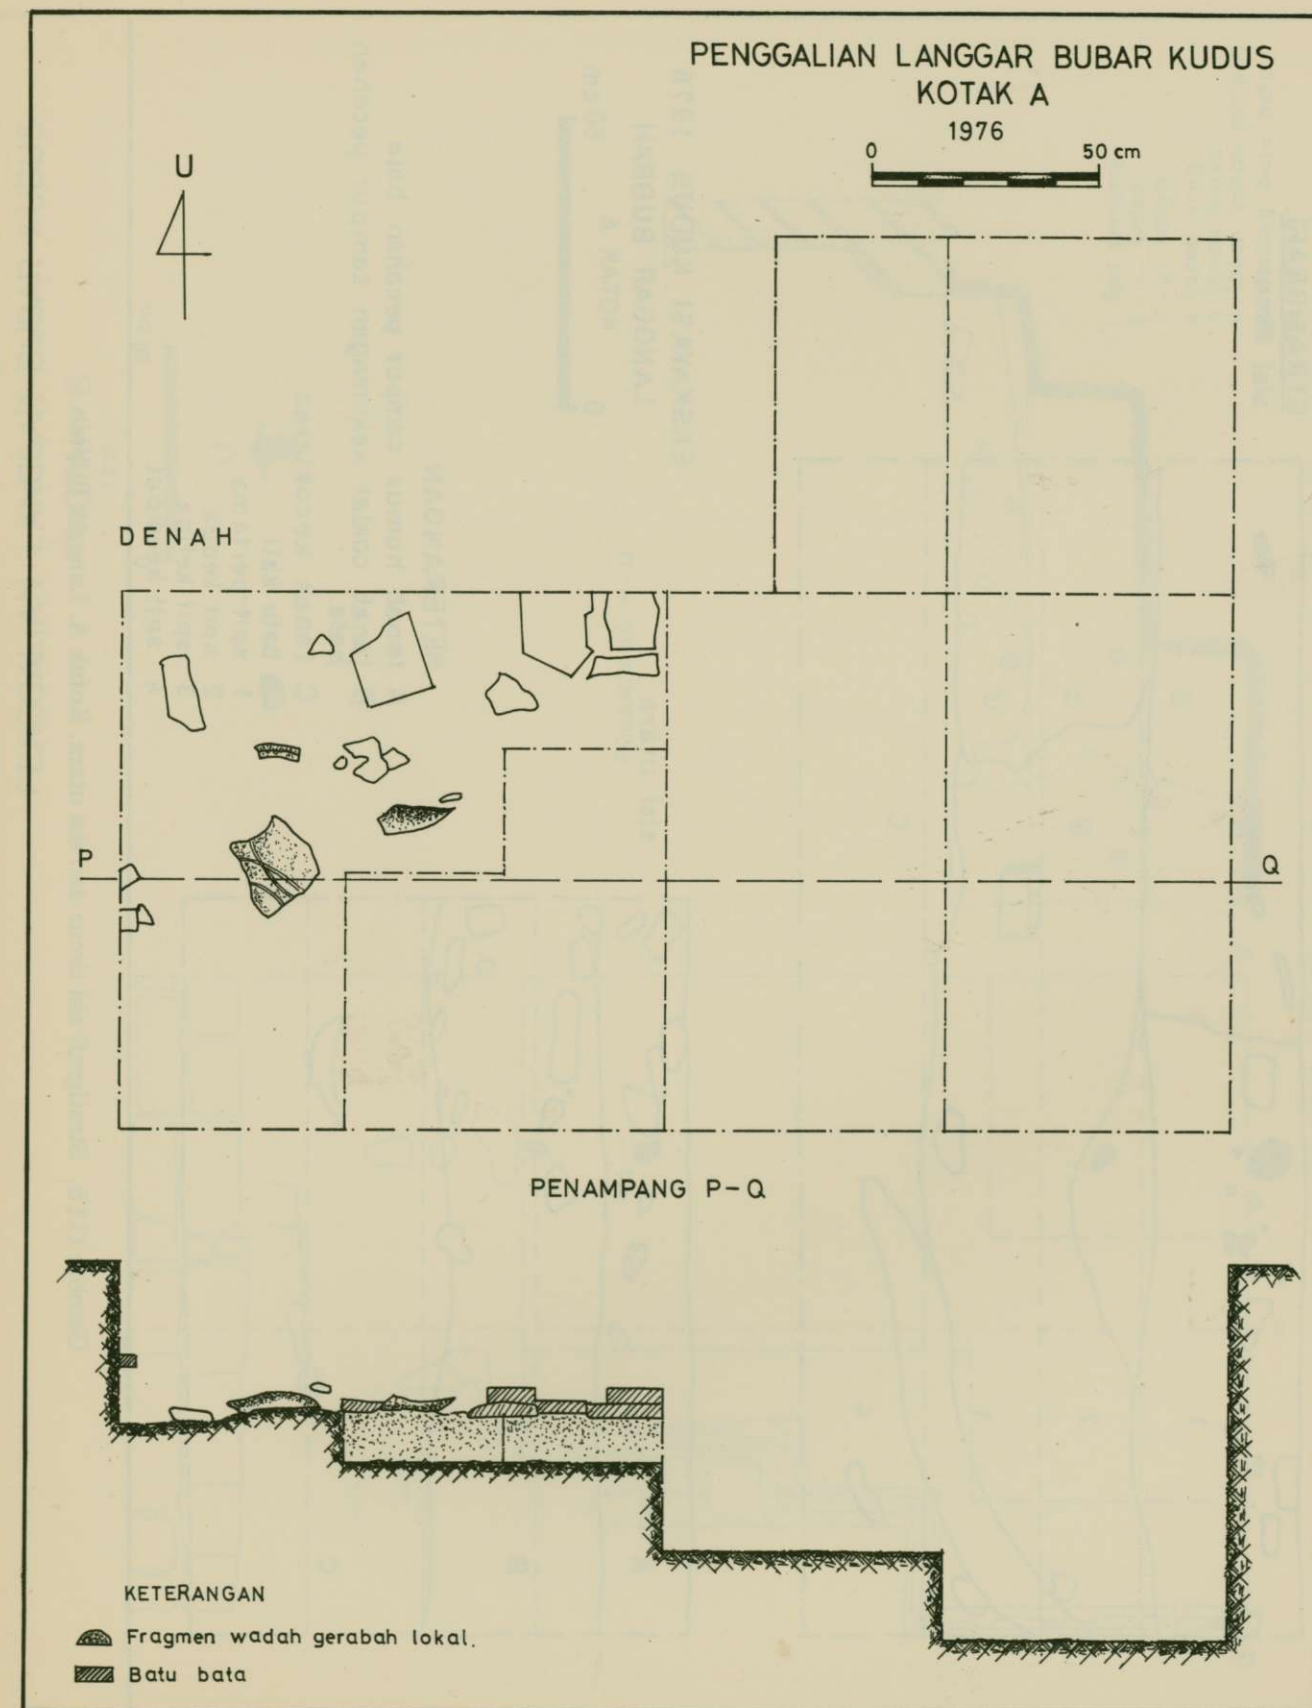 PENGGALIAN LANGGAR BUBAR KUDUS
KOTAK A
1976
0 50 cm
U
DENAH
P Q
PENAMPANG P-Q
KETERANGAN
Fragmen wadah gerabah lokal.
Batu bata